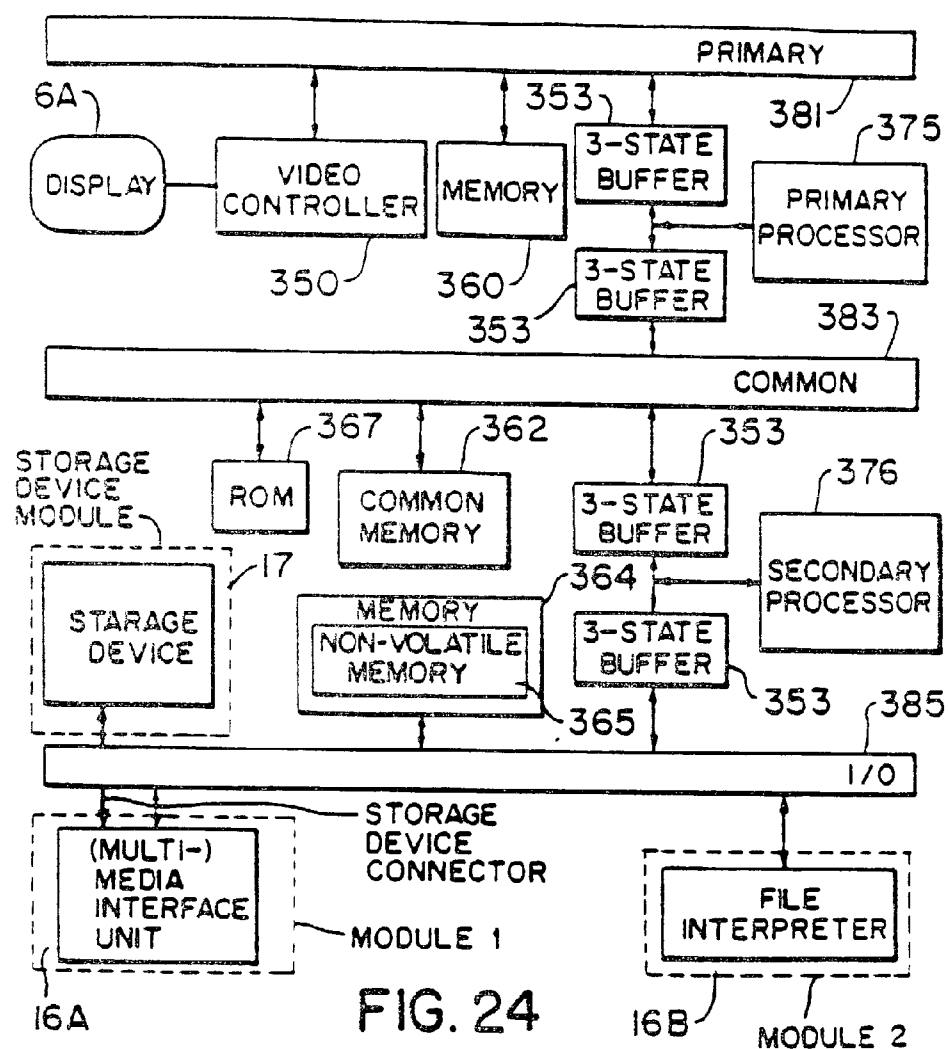 PRIMARY
6A
353
381
375
DISPLAY
VIDEO
CONTROLLER
MEMORY
3-STATE
BUFFER
PRIMARY
PROCESSOR
350
360
3-STATE
BUFFER
353
383
COMMON
STORAGE
DEVICE
MODULE
367
362
353
376
ROM
COMMON
MEMORY
3-STATE
BUFFER
SECONDARY
PROCESSOR
17
364
STARAGE
DEVICE
MEMORY
NON-VOLATILE
MEMORY
3-STATE
BUFFER
365
353
385
I/O
STORAGE
DEVICE
CONNECTOR
(MULTI-)
MEDIA
INTERFACE
UNIT
MODULE 1
FILE
INTERPRETER
16A
FIG. 24
16B
MODULE 2